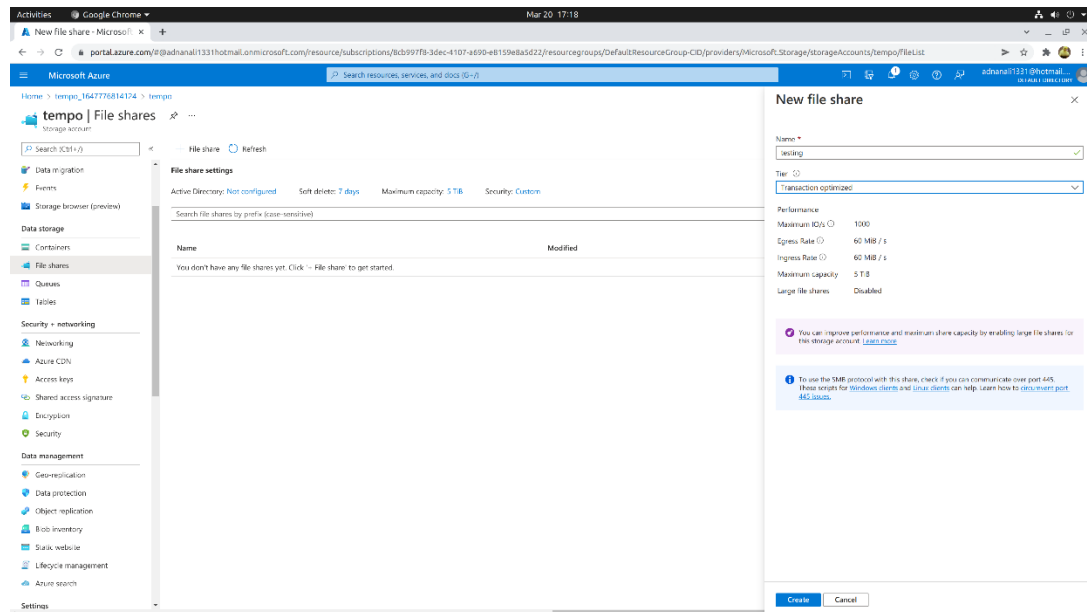 Activities Google Chrome Mar 20 17:18
New file share - Microsoft
portal.azure.com/#@adnanali1331hotmail.onmicrosoft.com/resource/subscriptions/8cb997f8-3dec-4107-a690-e8159e8a5d22/resourcegroups/DefaultResourceGroup-CID/providers/Microsoft.Storage/storageAccounts/tempo/fileList
Microsoft Azure
Search resources, services, and docs (G+/)
1
adnanali1331@hotmail....
DEFAULT DIRECTORY
Home > tempo_1647776814124 > tempo
tempo | File shares ...
Storage account
Search (Ctrl+/)
Data migration
Events
Storage browser (preview)
Data storage
Containers
File shares
Queues
Tables
Security + networking
Networking
Azure CDN
Access keys
Shared access signature
Encryption
Security
Data management
Geo-replication
Data protection
Object replication
Blob inventory
Static website
Lifecycle management
Azure search
Settings
File share Refresh
File share settings
Active Directory: Not configured Soft delete: 7 days Maximum capacity: 5 TiB Security: Custom
Search file shares by prefix (case-sensitive)
Name Modified
You don't have any file shares yet. Click '+ File share' to get started.
New file share
Name *
testing
Tier
Transaction optimized
Performance
Maximum IO/s 1000
Egress Rate 60 MiB / s
Ingress Rate 60 MiB / s
Maximum capacity 5 TiB
Large file shares Disabled
You can improve performance and maximum share capacity by enabling large file shares for
this storage account. Learn more
To use the SMB protocol with this share, check if you can communicate over port 445.
These scripts for Windows clients and Linux clients can help. Learn how to circumvent port
445 issues.
Create Cancel